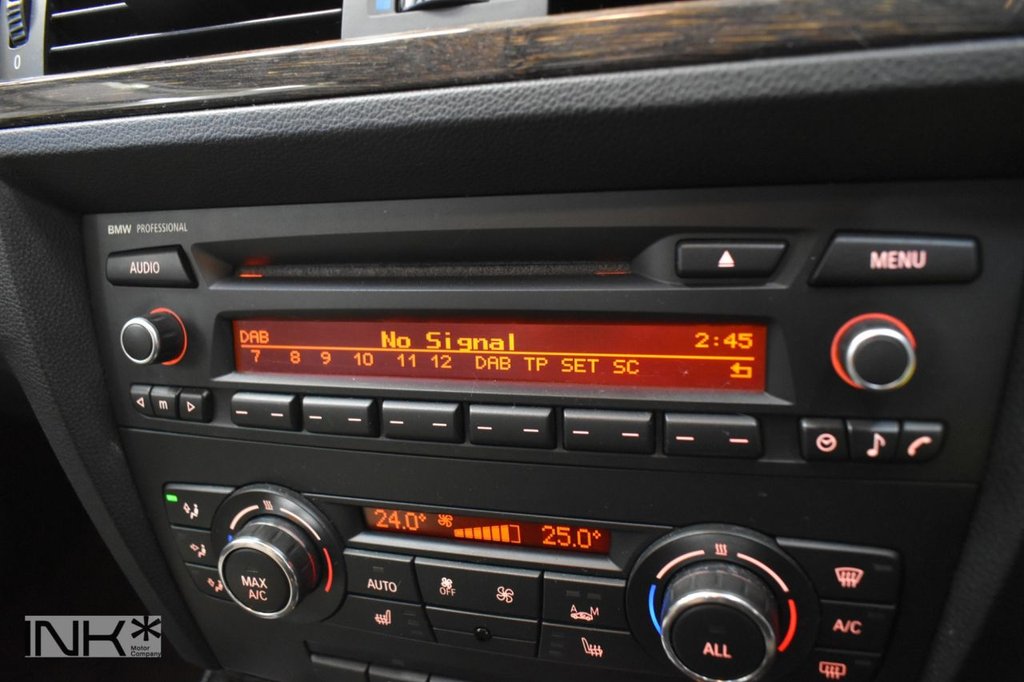 0
BMW PROFESSIONAL
AUDIO
MENU
DAB No Signal 2:45
7 8 9 10 11 12 DAB TP SET SC
m
24.0° 25.0°
MAX A/C
AUTO
OFF
A M
ALL
A/C
INK*
Motor
Company